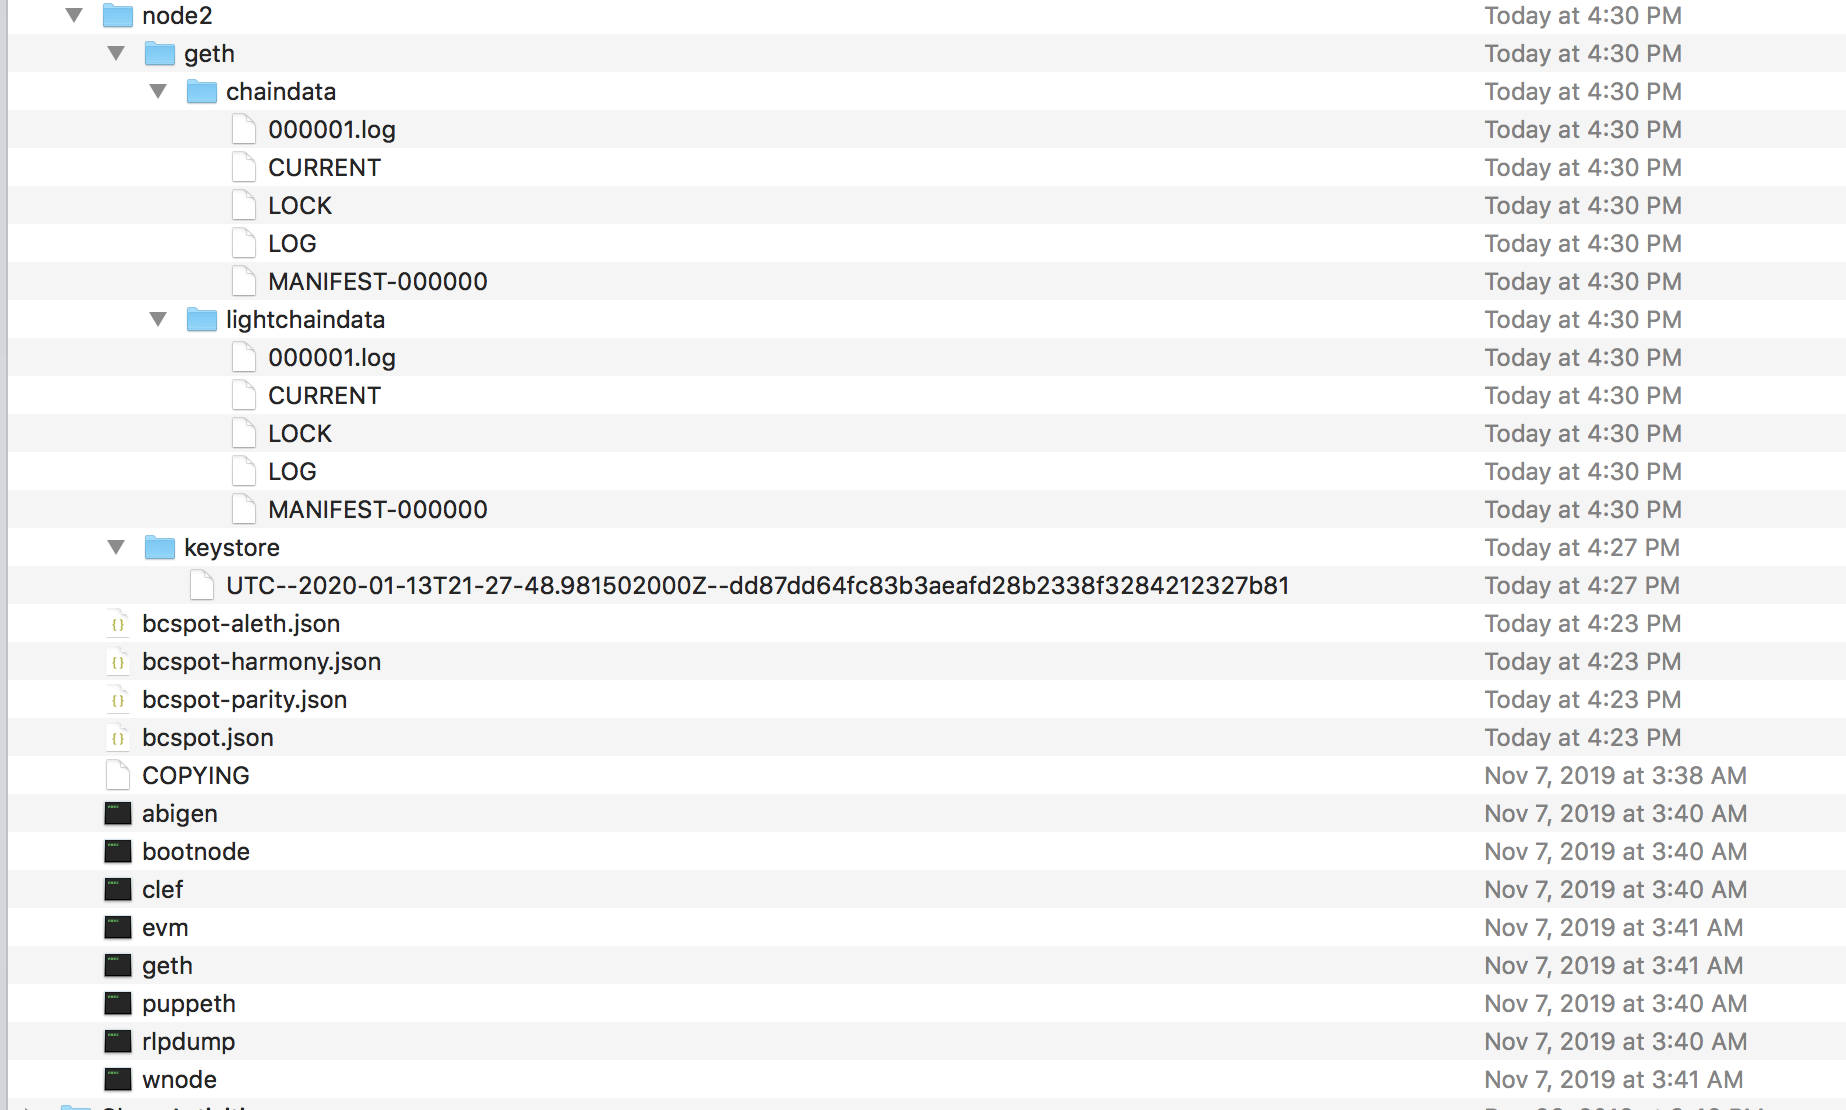 node2 Today at 4:30 PM
geth Today at 4:30 PM
chaindata Today at 4:30 PM
000001.log Today at 4:30 PM
CURRENT Today at 4:30 PM
LOCK Today at 4:30 PM
LOG Today at 4:30 PM
MANIFEST-000000 Today at 4:30 PM
lightchaindata Today at 4:30 PM
000001.log Today at 4:30 PM
CURRENT Today at 4:30 PM
LOCK Today at 4:30 PM
LOG Today at 4:30 PM
MANIFEST-000000 Today at 4:30 PM
keystore Today at 4:27 PM
UTC--2020-01-13T21-27-48.981502000Z--dd87dd64fc83b3aeafd28b2338f3284212327b81 Today at 4:27 PM
bcspot-aleth.json Today at 4:23 PM
bcspot-harmony.json Today at 4:23 PM
bcspot-parity.json Today at 4:23 PM
bcspot.json Today at 4:23 PM
COPYING Nov 7, 2019 at 3:38 AM
abigen Nov 7, 2019 at 3:40 AM
bootnode Nov 7, 2019 at 3:40 AM
clef Nov 7, 2019 at 3:40 AM
evm Nov 7, 2019 at 3:41 AM
geth Nov 7, 2019 at 3:41 AM
puppeth Nov 7, 2019 at 3:40 AM
rlpdump Nov 7, 2019 at 3:40 AM
wnode Nov 7, 2019 at 3:41 AM